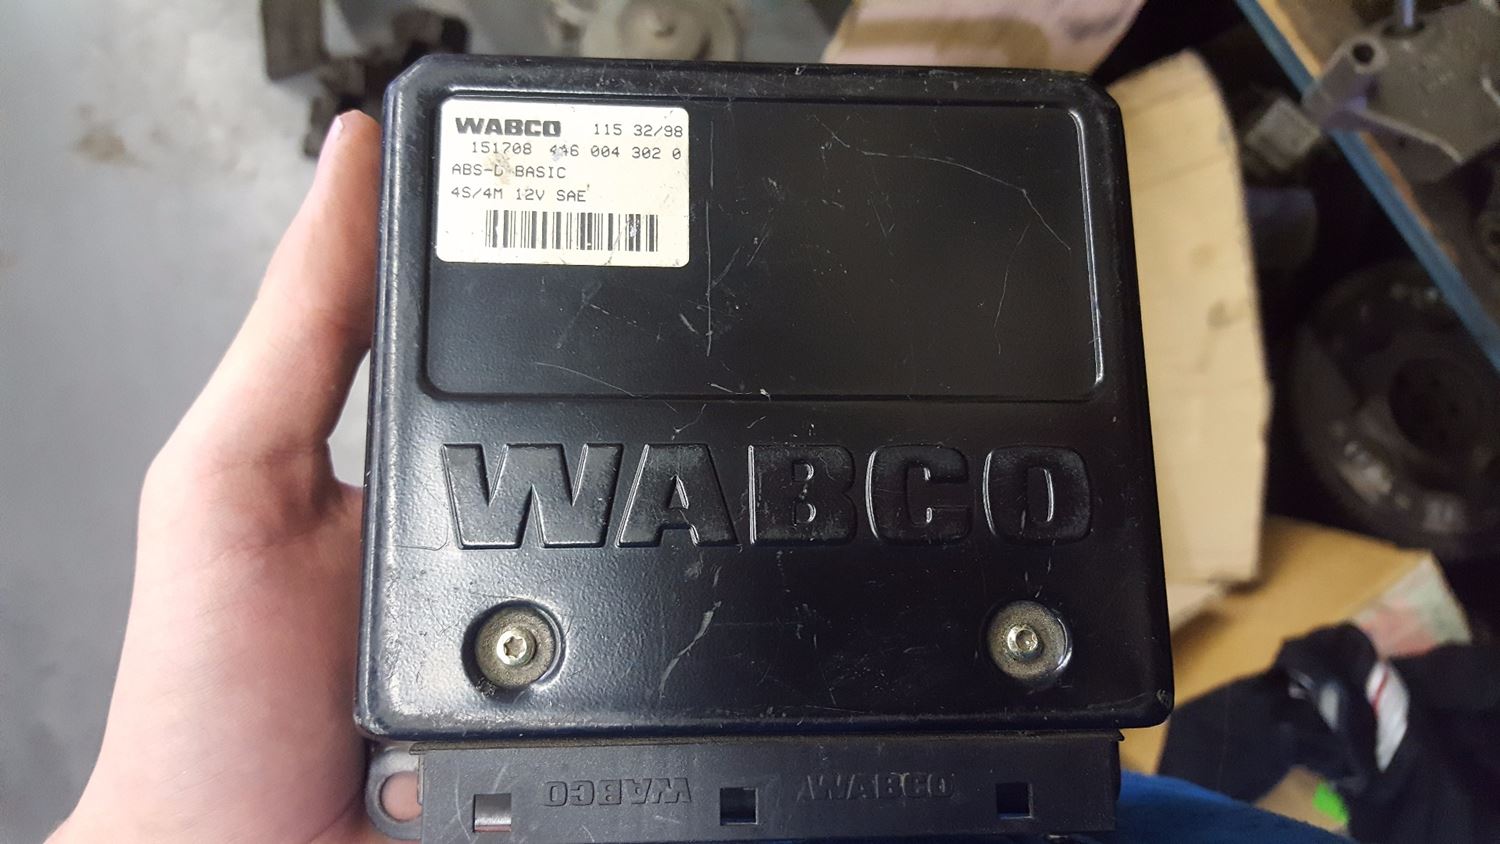 WABCO 115 32/98
151708 446 004 302 0
ABS-D BASIC
4S/4M 12V SAE
WABCO
WABCO WABCO